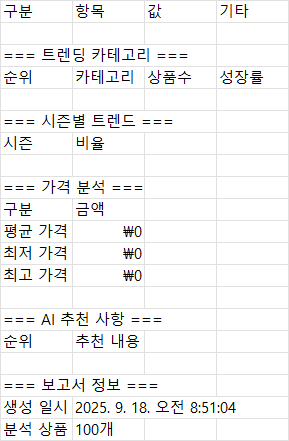 구분 항목 값 기타
=== 트렌딩 카테고리 ===
순위 카테고리 상품수 성장률
=== 시즌별 트렌드 ===
시즌 비율
=== 가격 분석 ===
구분 금액
평균 가격 ₩0
최저 가격 ₩0
최고 가격 ₩0
=== AI 추천 사항 ===
순위 추천 내용
=== 보고서 정보 ===
생성 일시 2025. 9. 18. 오전 8:51:04
분석 상품 100개